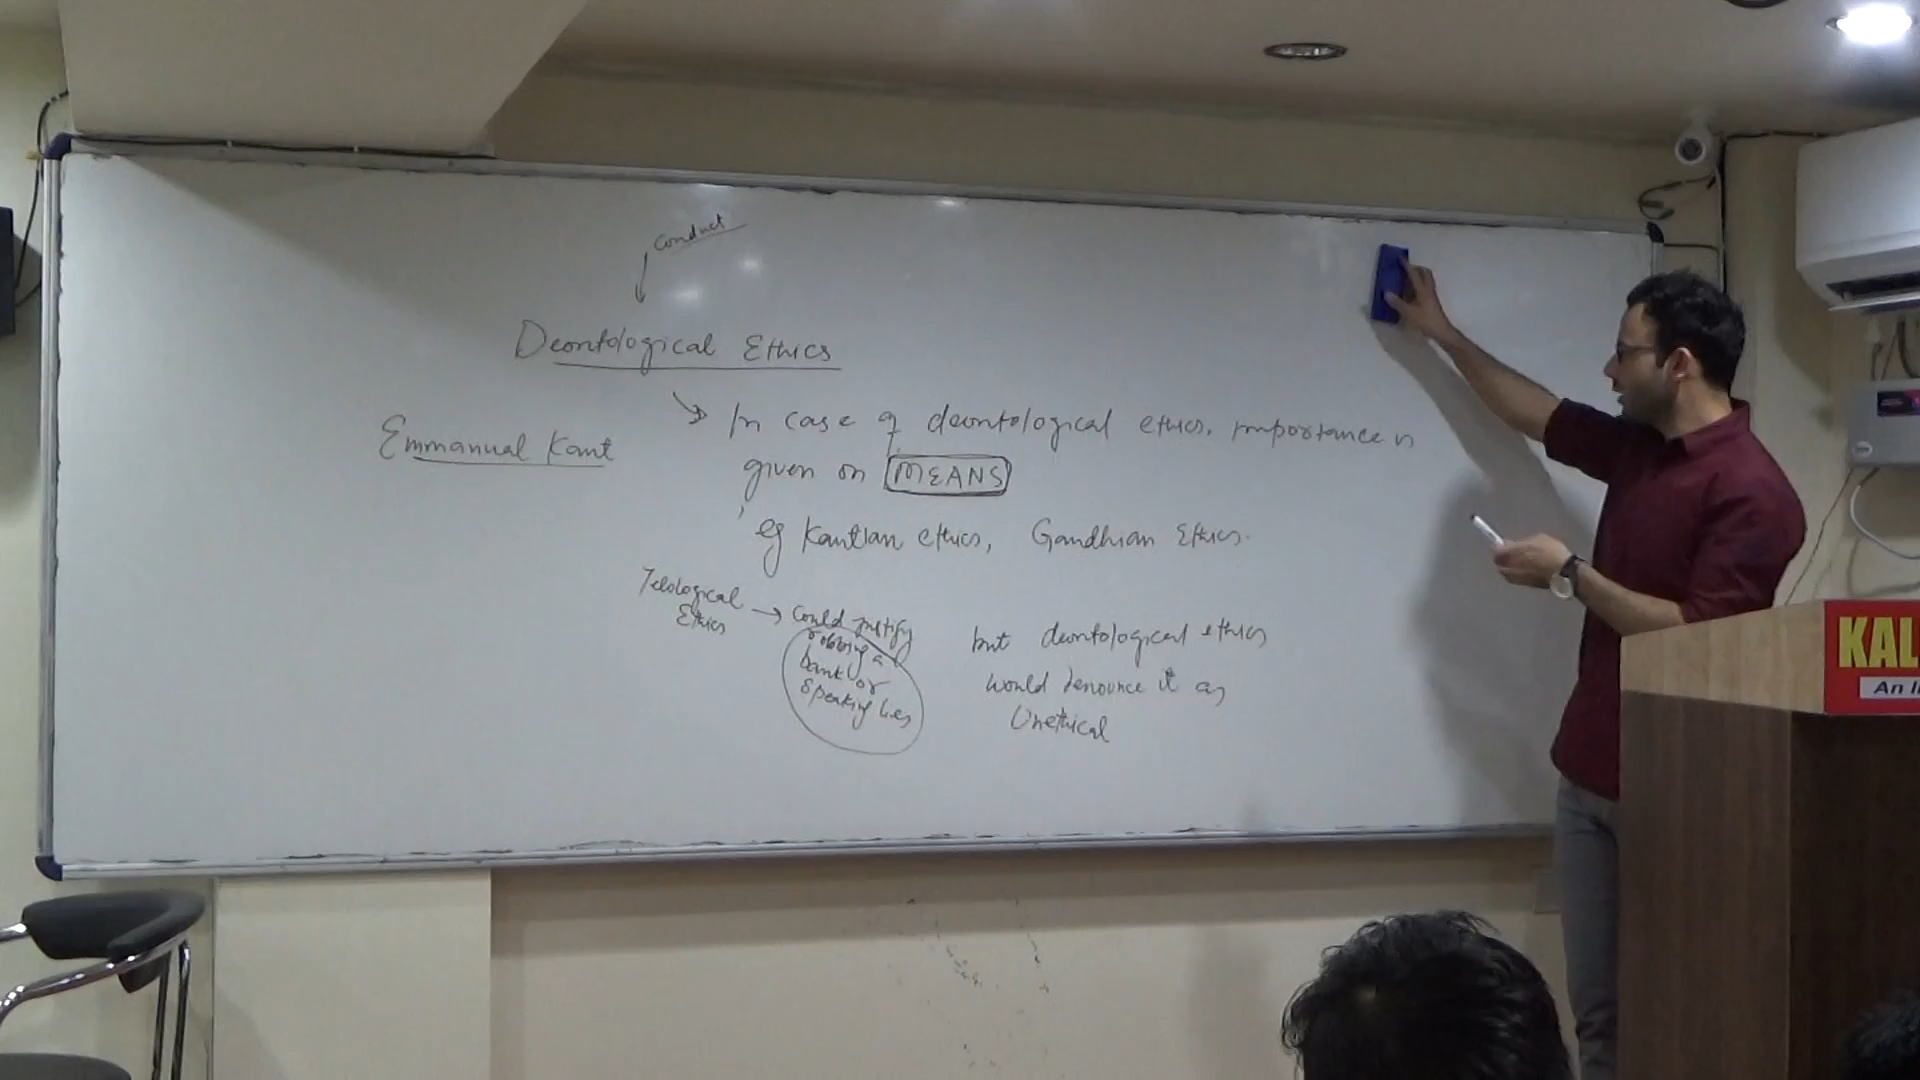 Conduct
Deontological Ethics
Emmanual Kant
In case of deontological ethics, importance is
given on MEANS
eg Kantian ethics, Gandhian Ethics.
Telological
Ethics
→ Could justify
robbing a
bank or
speaking lies
but deontological ethics
would denounce it as
Unethical
KAL
An I